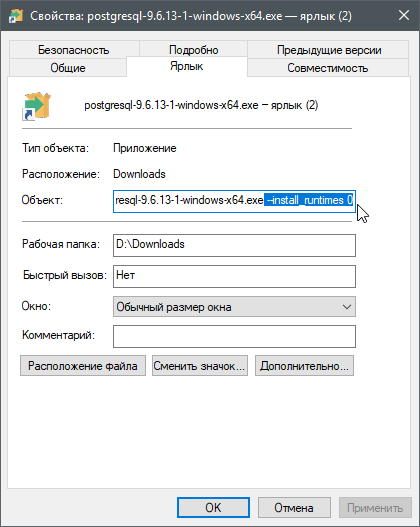 Свойства: postgresql-9.6.13-1-windows-x64.exe — ярлык (2)
Безопасность Подробно Предыдущие версии
Общие Ярлык Совместимость
postgresql-9.6.13-1-windows-x64.exe – ярлык (2)
Тип объекта: Приложение
Расположение: Downloads
Объект: resql-9.6.13-1-windows-x64.exe --install_runtimes 0
Рабочая папка: D:\Downloads
Быстрый вызов: Нет
Окно: Обычный размер окна
Комментарий:
Расположение файла Сменить значок... Дополнительно...
OK Отмена Применить